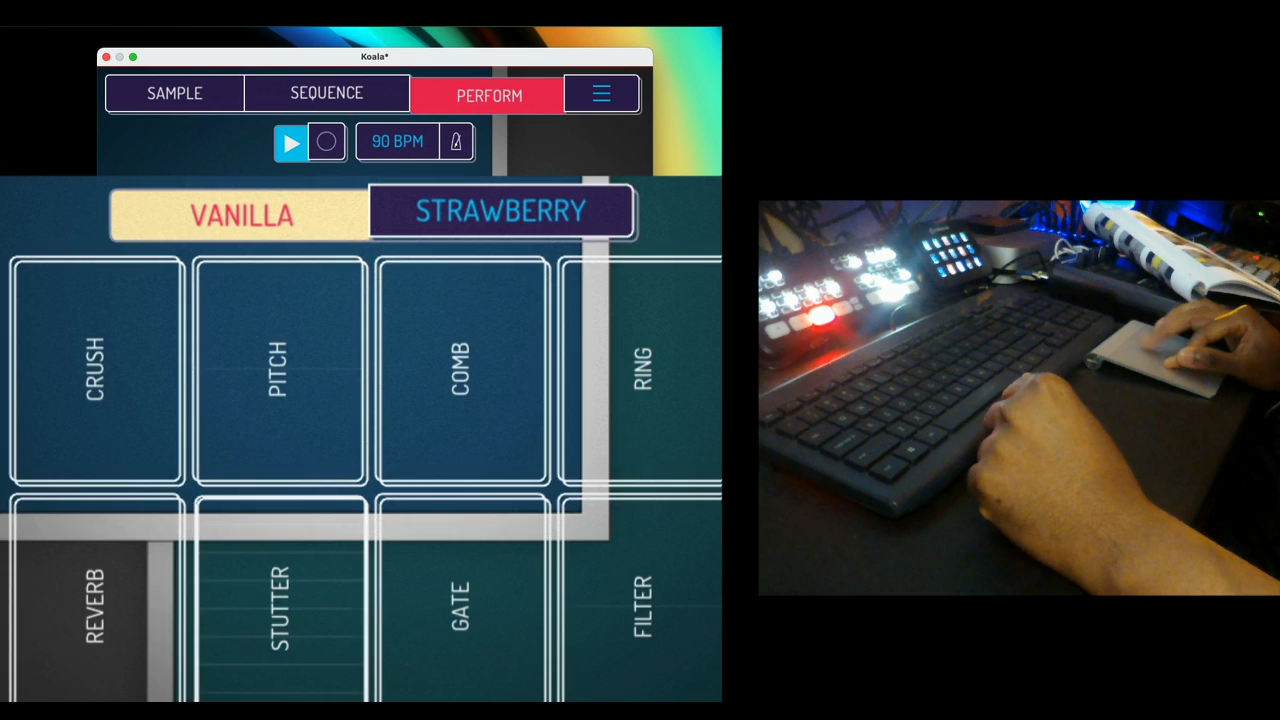 Koala*
SAMPLE SEQUENCE PERFORM
90 BPM
VANILLA STRAWBERRY
CRUSH PITCH COMB RING
REVERB STUTTER GATE FILTER